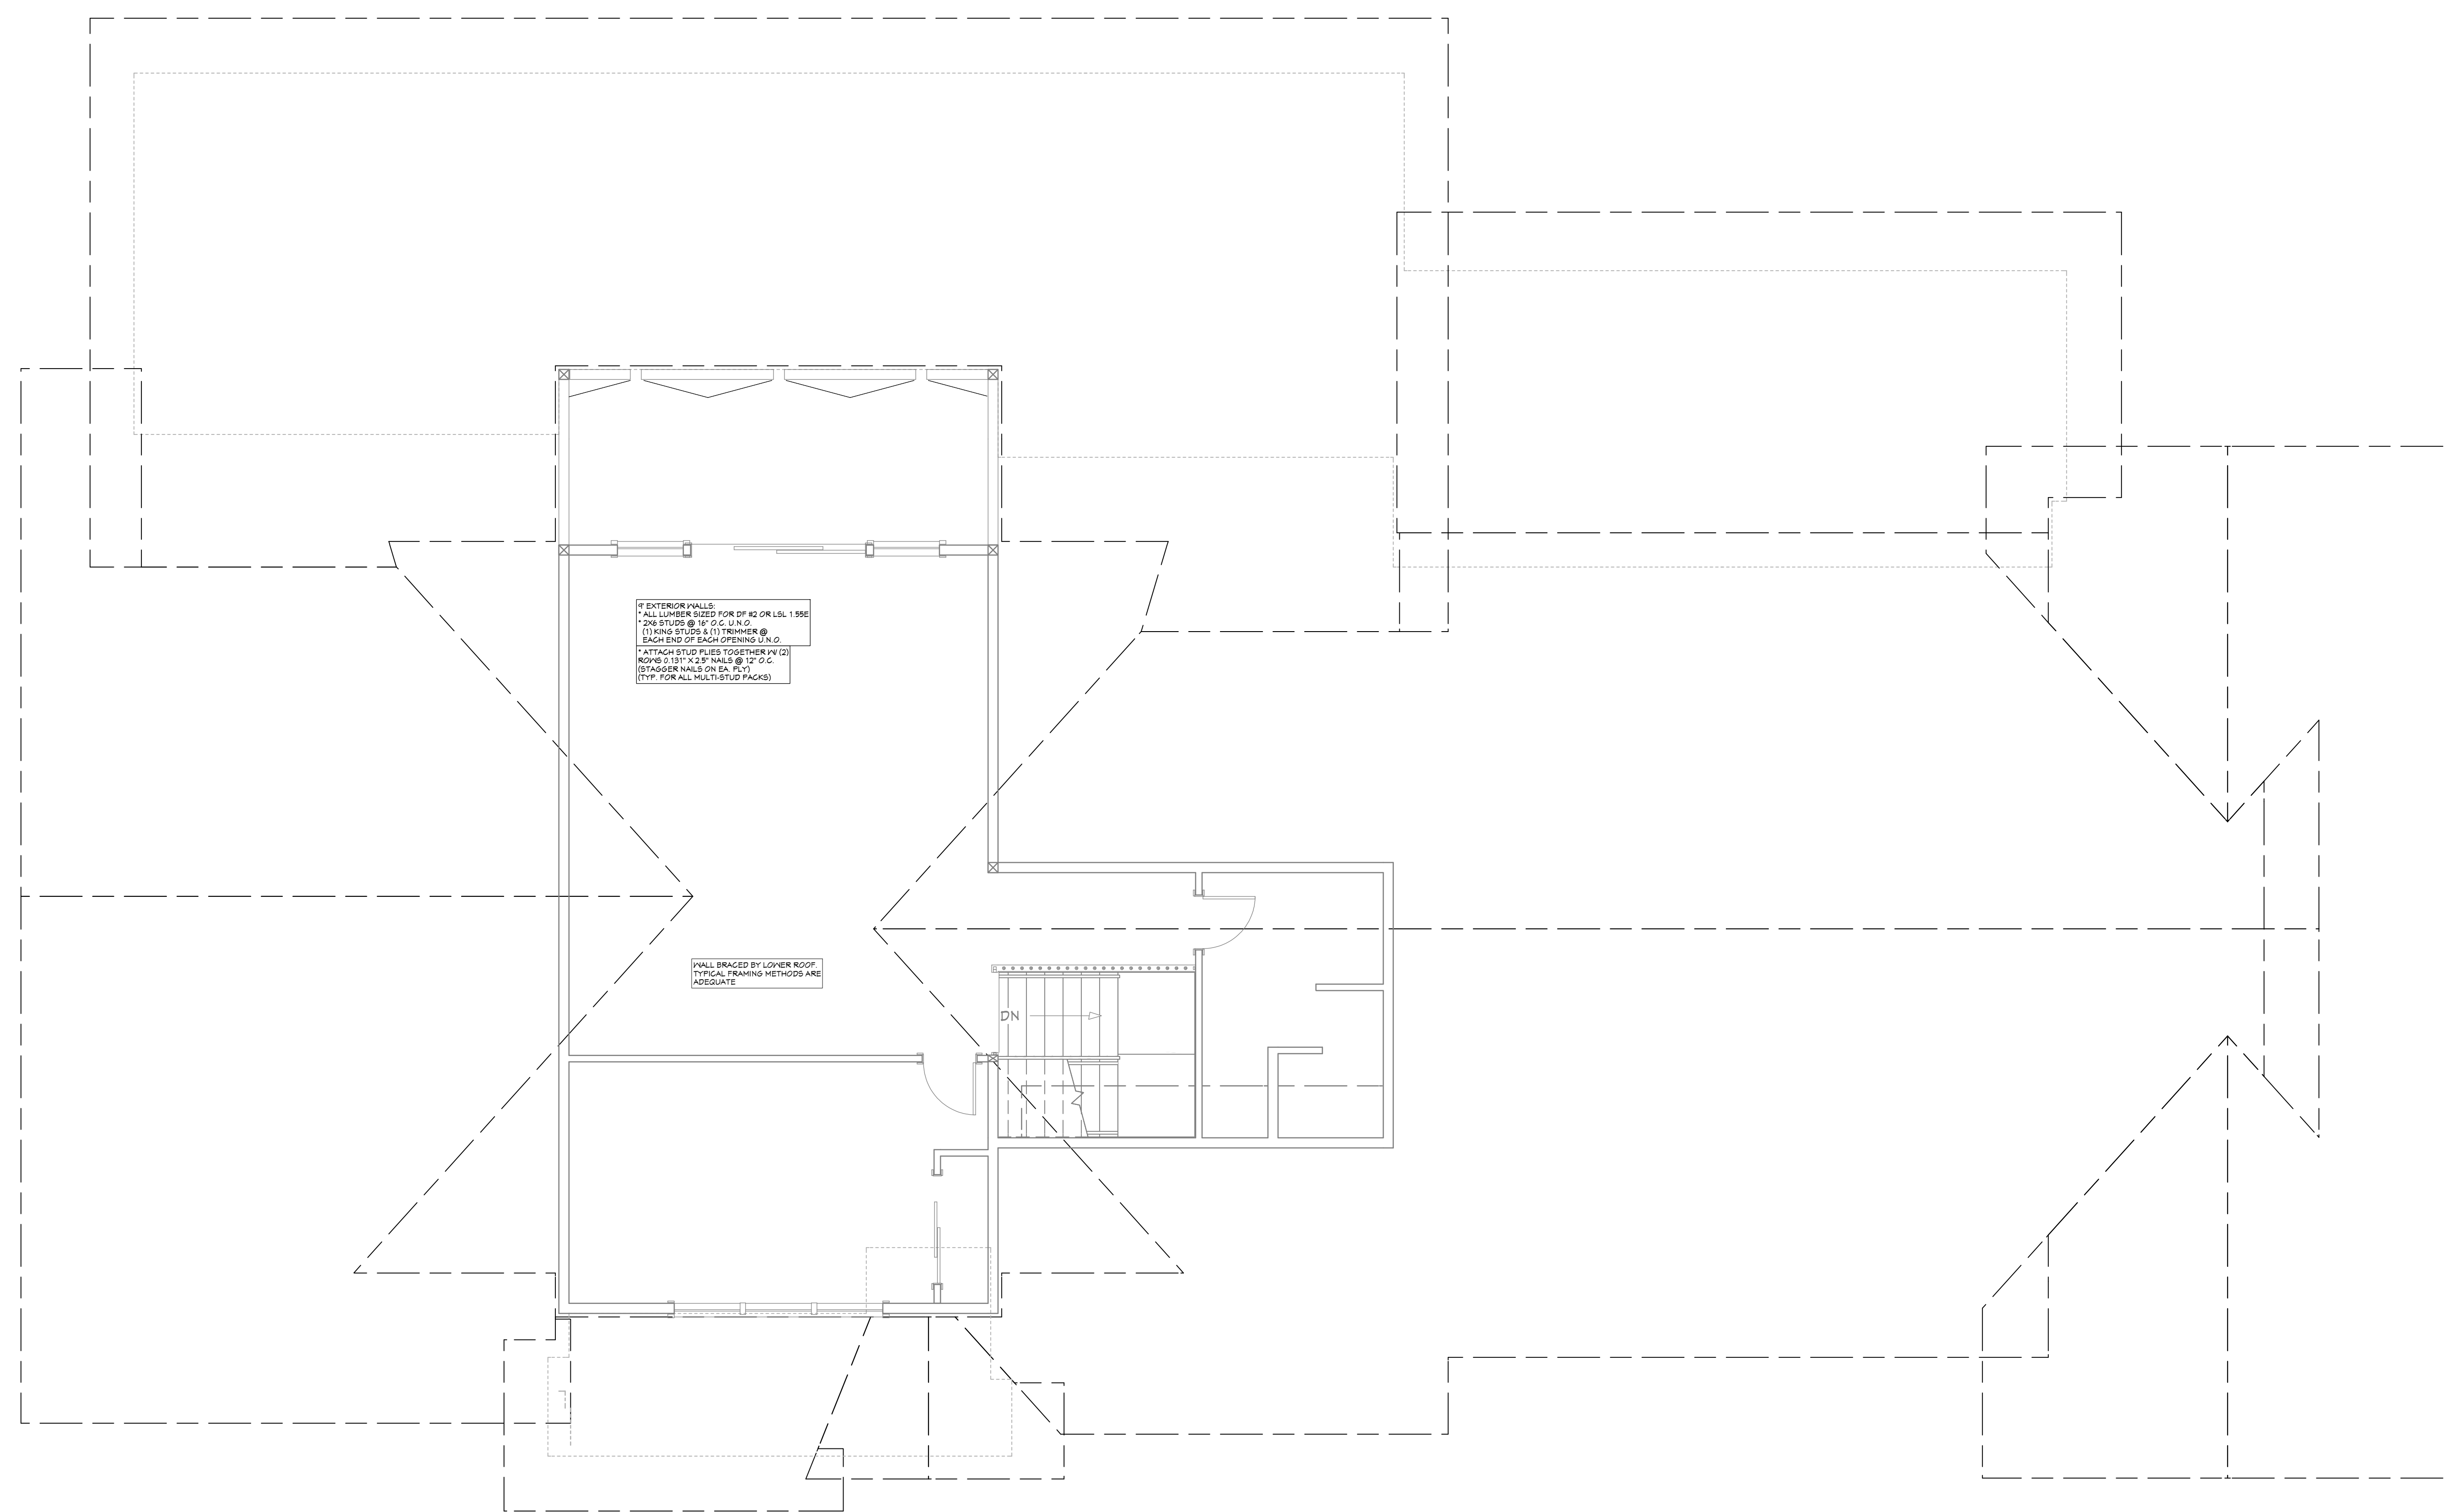 9' EXTERIOR WALLS:
* ALL LUMBER SIZED FOR DF #2 OR LSL 1.55E
* 2X6 STUDS @ 16" O.C. U.N.O.
(1) KING STUDS & (1) TRIMMER @
EACH END OF EACH OPENING U.N.O.
* ATTACH STUD PLIES TOGETHER W/ (2)
ROWS 0.131" X 2.5" NAILS @ 12" O.C.
(STAGGER NAILS ON EA. PLY)
(TYP. FOR ALL MULTI-STUD PACKS)
WALL BRACED BY LOWER ROOF.
TYPICAL FRAMING METHODS ARE
ADEQUATE
DN